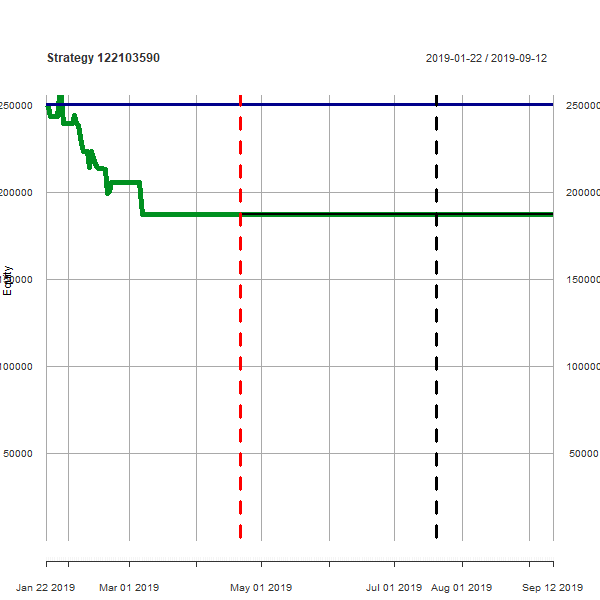 Strategy 122103590
2019-01-22 / 2019-09-12
250000 250000
200000 200000
150000 150000
Equity
100000 100000
50000 50000
Jan 22 2019 Mar 01 2019 May 01 2019 Jul 01 2019 Aug 01 2019 Sep 12 2019